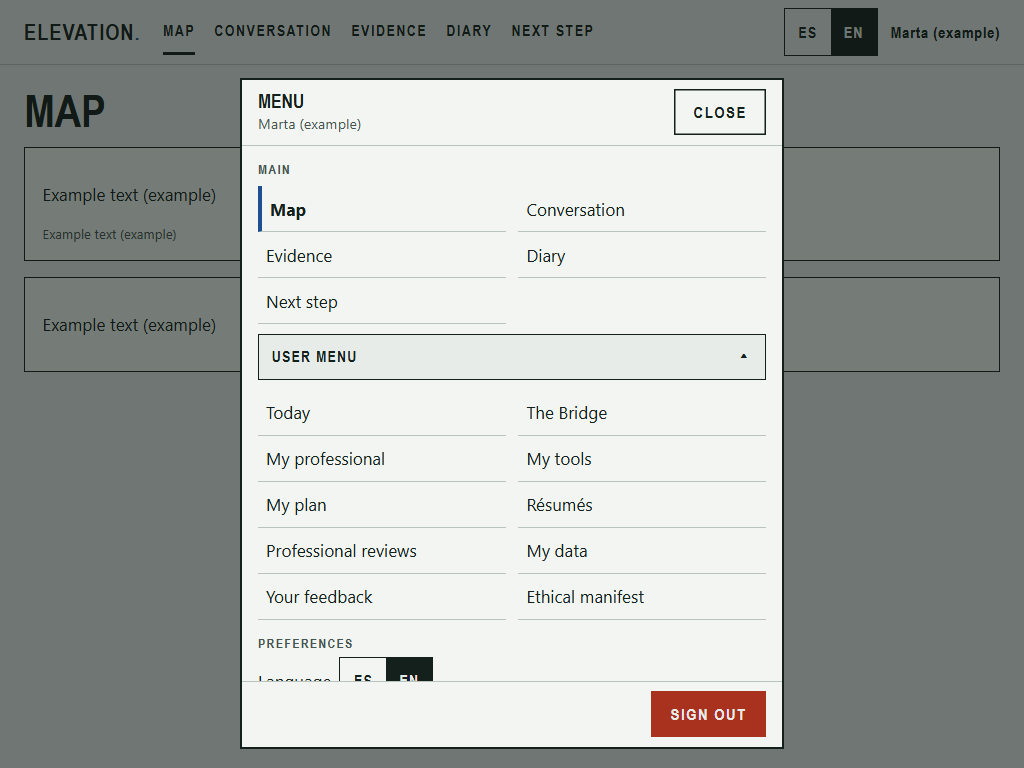 ELEVATION. MAP CONVERSATION EVIDENCE DIARY NEXT STEP ES EN Marta (example)
MAP
Example text (example)
Example text (example)
Example text (example)
MENU
Marta (example)
CLOSE
MAIN
Map Conversation
Evidence Diary
Next step
USER MENU
Today The Bridge
My professional My tools
My plan Résumés
Professional reviews My data
Your feedback Ethical manifest
PREFERENCES
Language ES EN
SIGN OUT